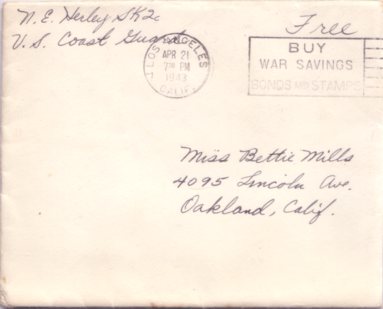 N. E. Herley SK2c
U. S. Coast Guard
Free
LOS ANGELES
APR 21
7 PM
1943
CALIF.
BUY
WAR SAVINGS
BONDS AND STAMPS
Miss Bettie Mills
4095 Lincoln Ave.
Oakland, Calif.